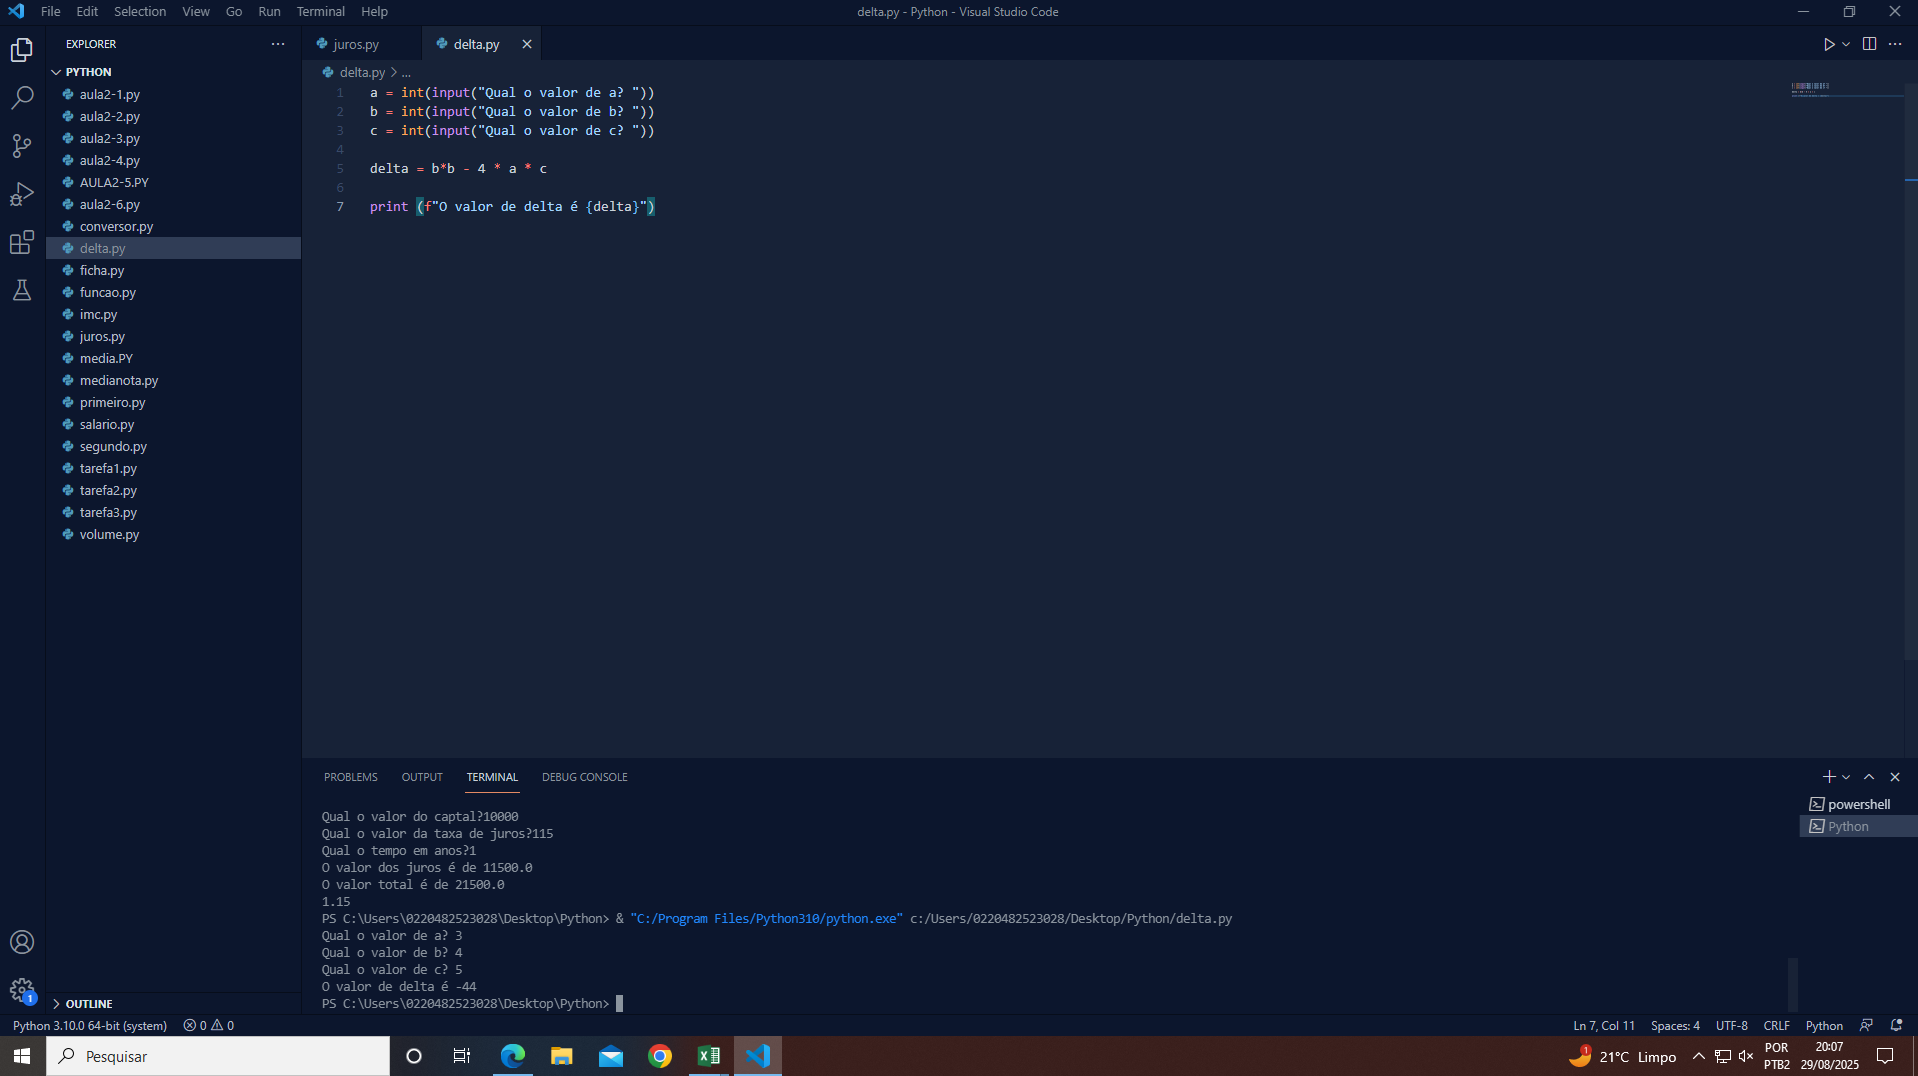 File Edit Selection View Go Run Terminal Help
delta.py - Python - Visual Studio Code
EXPLORER
PYTHON
aula2-1.py
aula2-2.py
aula2-3.py
aula2-4.py
AULA2-5.PY
aula2-6.py
conversor.py
delta.py
ficha.py
funcao.py
imc.py
juros.py
media.PY
medianota.py
primeiro.py
salario.py
segundo.py
tarefa1.py
tarefa2.py
tarefa3.py
volume.py
OUTLINE
juros.py
delta.py
delta.py > ...
1 a = int(input("Qual o valor de a? "))
2 b = int(input("Qual o valor de b? "))
3 c = int(input("Qual o valor de c? "))
4
5 delta = b*b - 4 * a * c
6
7 print (f"O valor de delta é {delta}")
PROBLEMS OUTPUT TERMINAL DEBUG CONSOLE
powershell
Python
Qual o valor do captal?10000
Qual o valor da taxa de juros?115
Qual o tempo em anos?1
O valor dos juros é de 11500.0
O valor total é de 21500.0
1.15
PS C:\Users\0220482523028\Desktop\Python> & "C:/Program Files/Python310/python.exe" c:/Users/0220482523028/Desktop/Python/delta.py
Qual o valor de a? 3
Qual o valor de b? 4
Qual o valor de c? 5
O valor de delta é -44
PS C:\Users\0220482523028\Desktop\Python>
1
Python 3.10.0 64-bit (system) 0 0
Ln 7, Col 11 Spaces: 4 UTF-8 CRLF Python
Pesquisar
1
21°C Limpo
POR
PTB2
20:07
29/08/2025